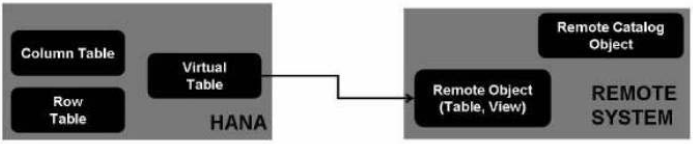 Column Table
Row
Table
Virtual
Table
HANA
Remote Catalog
Object
Remote Object
(Table, View)
REMOTE
SYSTEM